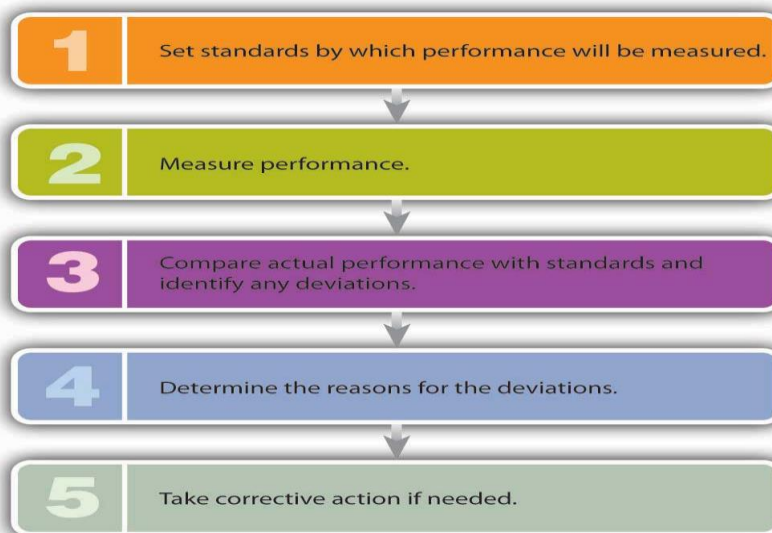 1
Set standards by which performance will be measured.
2
Measure performance.
3
Compare actual performance with standards and
identify any deviations.
4
Determine the reasons for the deviations.
5
Take corrective action if needed.